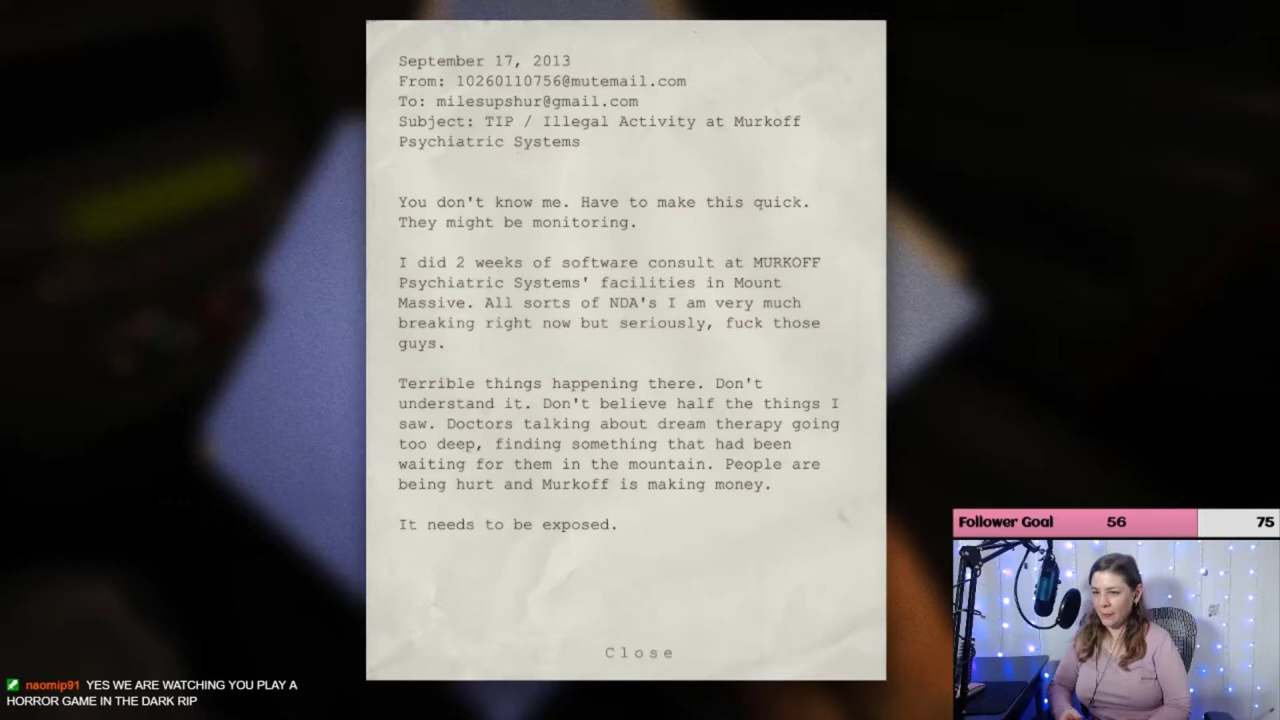 September 17, 2013
From: 10260110756@mutemail.com
To: milesupshur@gmail.com
Subject: TIP / Illegal Activity at Murkoff
Psychiatric Systems
You don't know me. Have to make this quick.
They might be monitoring.
I did 2 weeks of software consult at MURKOFF
Psychiatric Systems' facilities in Mount
Massive. All sorts of NDA's I am very much
breaking right now but seriously, fuck those
guys.
Terrible things happening there. Don't
understand it. Don't believe half the things I
saw. Doctors talking about dream therapy going
too deep, finding something that had been
waiting for them in the mountain. People are
being hurt and Murkoff is making money.
It needs to be exposed.
Close
Follower Goal 56 75
naomip91 YES WE ARE WATCHING YOU PLAY A
HORROR GAME IN THE DARK RIP